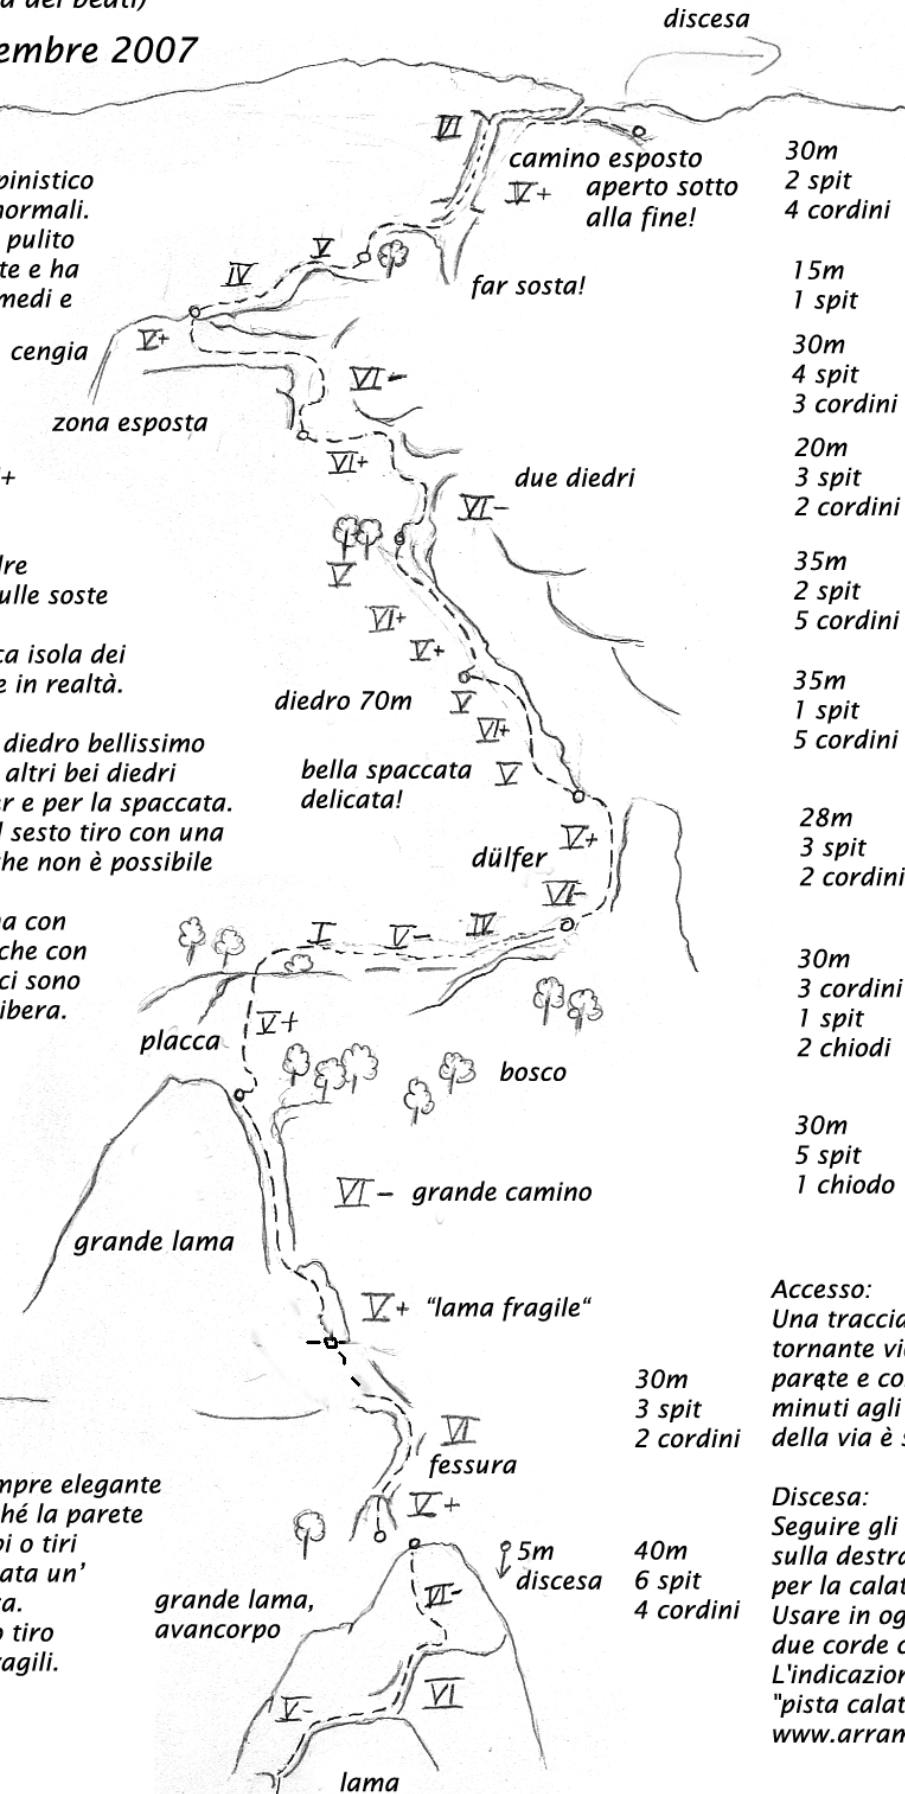 a dei beati)
embre 2007
discesa
VI
camino esposto
V+ aperto sotto
alla fine!
30m
2 spit
4 cordini
pinistico
normali.
pulito
te e ha
medi e
V
IV
far sosta!
15m
1 spit
V+
cengia
zona esposta
VI-
30m
4 spit
3 cordini
VI+
due diedri
VI-
20m
3 spit
2 cordini
+
V
lre
ulle soste
VI+
35m
2 spit
5 cordini
ca isola dei
e in realtà.
V+
diedro 70m
V
VI+
35m
1 spit
5 cordini
diedro bellissimo
altri bei diedri
er e per la spaccata.
l sesto tiro con una
he non è possibile
bella spaccata V
delicata!
V+
dülfer
VI-
28m
3 spit
2 cordini
na con
che con
ci sono
ibera.
I V- IV
30m
3 cordini
1 spit
2 chiodi
V+
placca
bosco
VI- grande camino
30m
5 spit
1 chiodo
grande lama
V+ "lama fragile"
Accesso:
Una traccia
tornante vi
parete e co
minuti agli
della via è s
30m
3 spit
2 cordini
VI
fessura
V+
mpre elegante
hé la parete
pi o tiri
ata un'
a.
o tiro
ragili.
5m
discesa
40m
6 spit
4 cordini
grande lama,
avancorpo
VI-
VI
V-
lama
Discesa:
Seguire gli
sulla destra
per la calat
Usare in og
due corde c
L'indicazion
"pista calat
www.arram